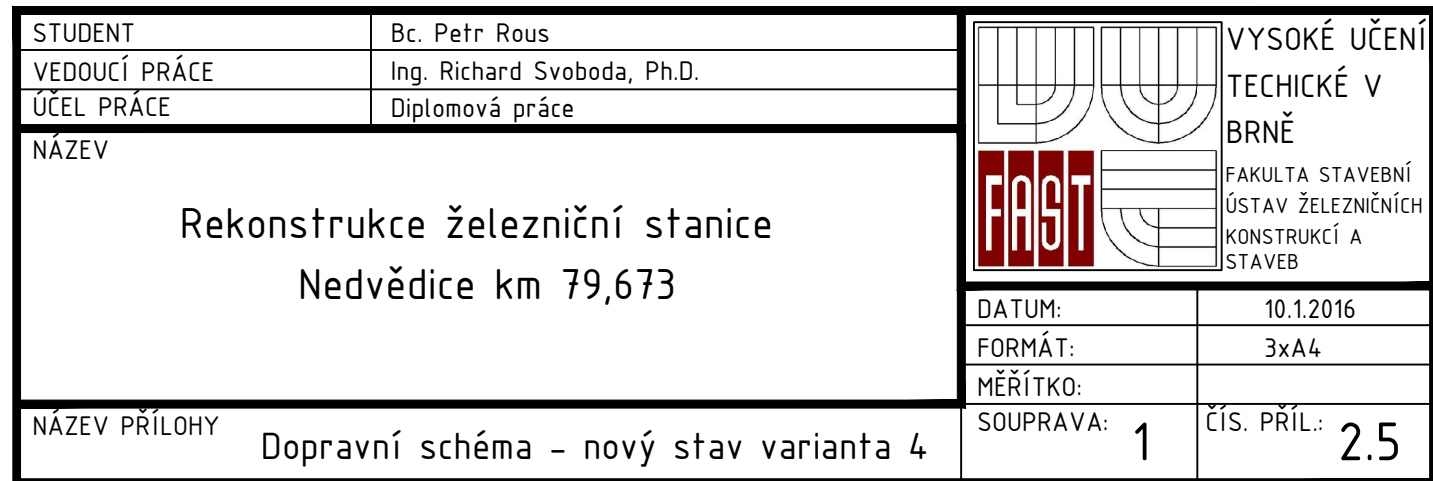 STUDENT Bc. Petr Rous
VEDOUCÍ PRÁCE Ing. Richard Svoboda, Ph.D.
ÚČEL PRÁCE Diplomová práce
NÁZEV
Rekonstrukce železniční stanice
Nedvědice km 79,673
NÁZEV PŘÍLOHY
Dopravní schéma - nový stav varianta 4
FAST
VYSOKÉ UČENÍ
TECHICKÉ V
BRNĚ
FAKULTA STAVEBNÍ
ÚSTAV ŽELEZNIČNÍCH
KONSTRUKCÍ A
STAVEB
DATUM: 10.1.2016
FORMÁT: 3xA4
MĚŘÍTKO:
SOUPRAVA: 1 ČÍS. PŘÍL.: 2.5